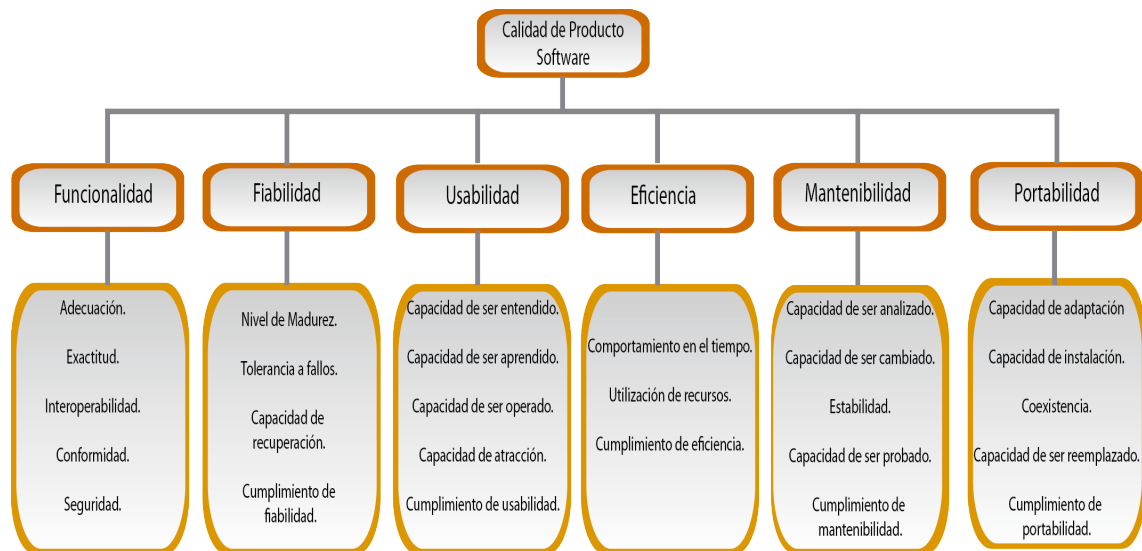 Calidad de Producto
Software
Funcionalidad
Fiabilidad
Usabilidad
Eficiencia
Mantenibilidad
Portabilidad
Adecuación.
Exactitud.
Interoperabilidad.
Conformidad.
Seguridad.
Nivel de Madurez.
Tolerancia a fallos.
Capacidad de
recuperación.
Cumplimiento de
fiabilidad.
Capacidad de ser entendido.
Capacidad de ser aprendido.
Capacidad de ser operado.
Capacidad de atracción.
Cumplimiento de usabilidad.
Comportamiento en el tiempo.
Utilización de recursos.
Cumplimiento de eficiencia.
Capacidad de ser analizado.
Capacidad de ser cambiado.
Estabilidad.
Capacidad de ser probado.
Cumplimiento de
mantenibilidad.
Capacidad de adaptación
Capacidad de instalación.
Coexistencia.
Capacidad de ser reemplazado.
Cumplimiento de
portabilidad.